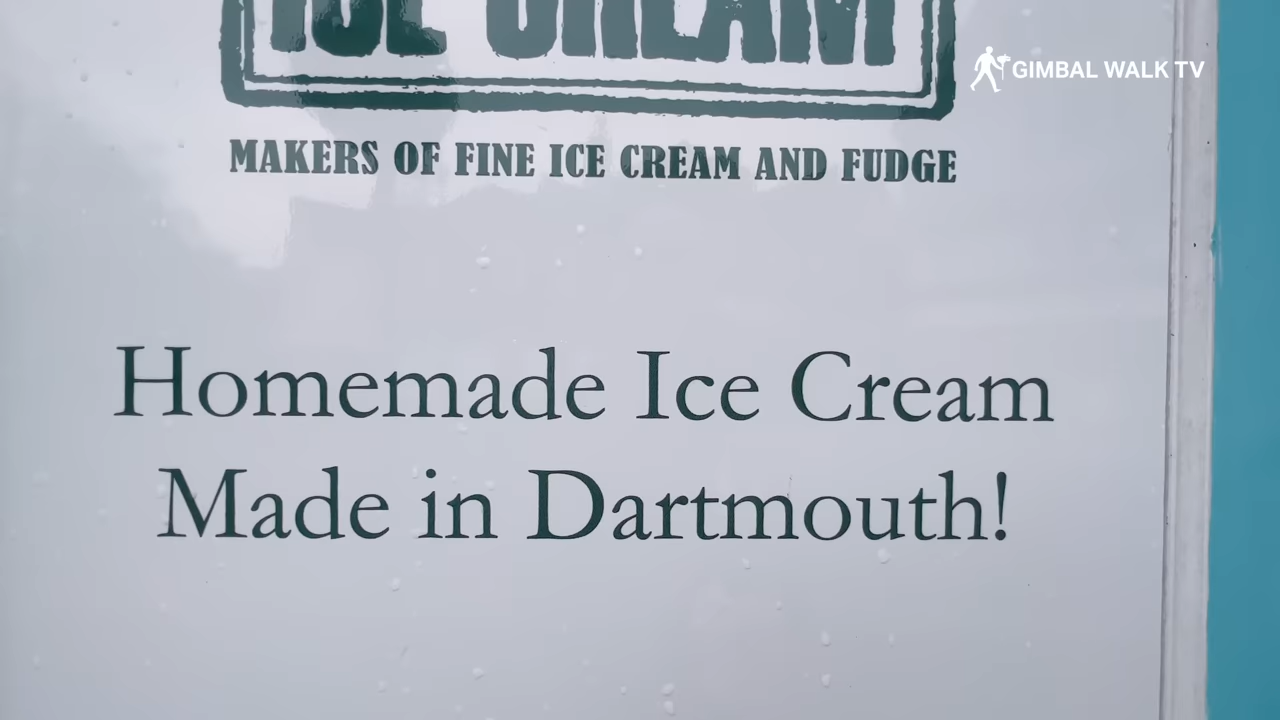 ICE CREAM
GIMBAL WALK TV
MAKERS OF FINE ICE CREAM AND FUDGE
Homemade Ice Cream
Made in Dartmouth!